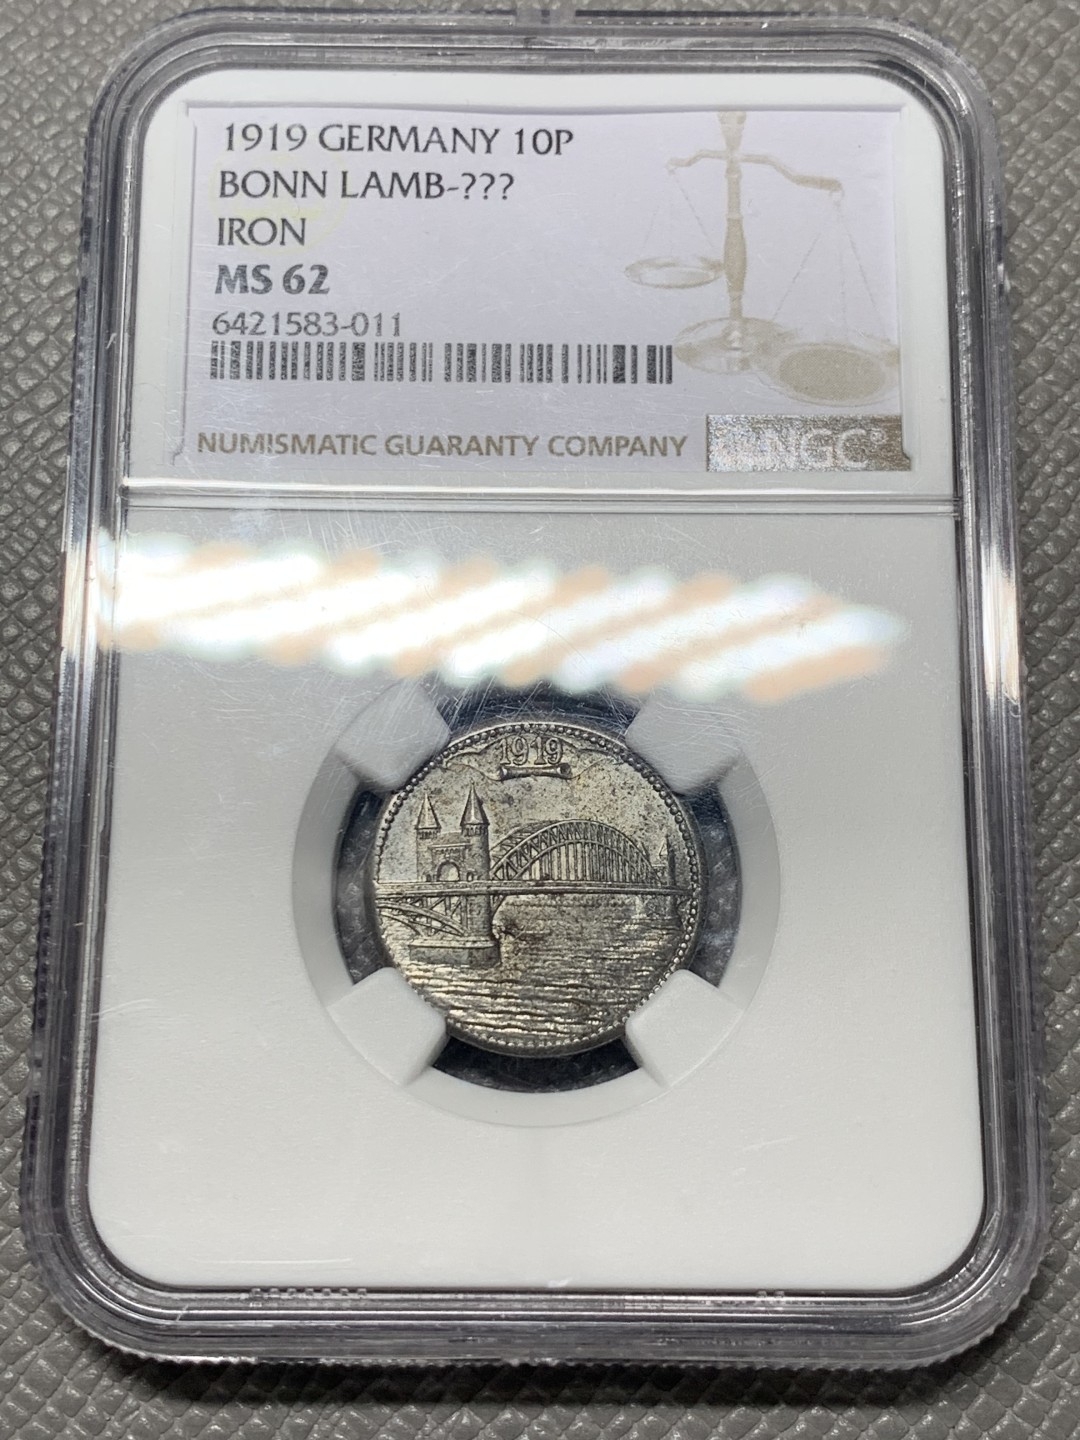 1919 GERMANY 10P
BONN LAMB-???
IRON
MS 62
6421583-011
NUMISMATIC GUARANTY COMPANY
NGC
1919